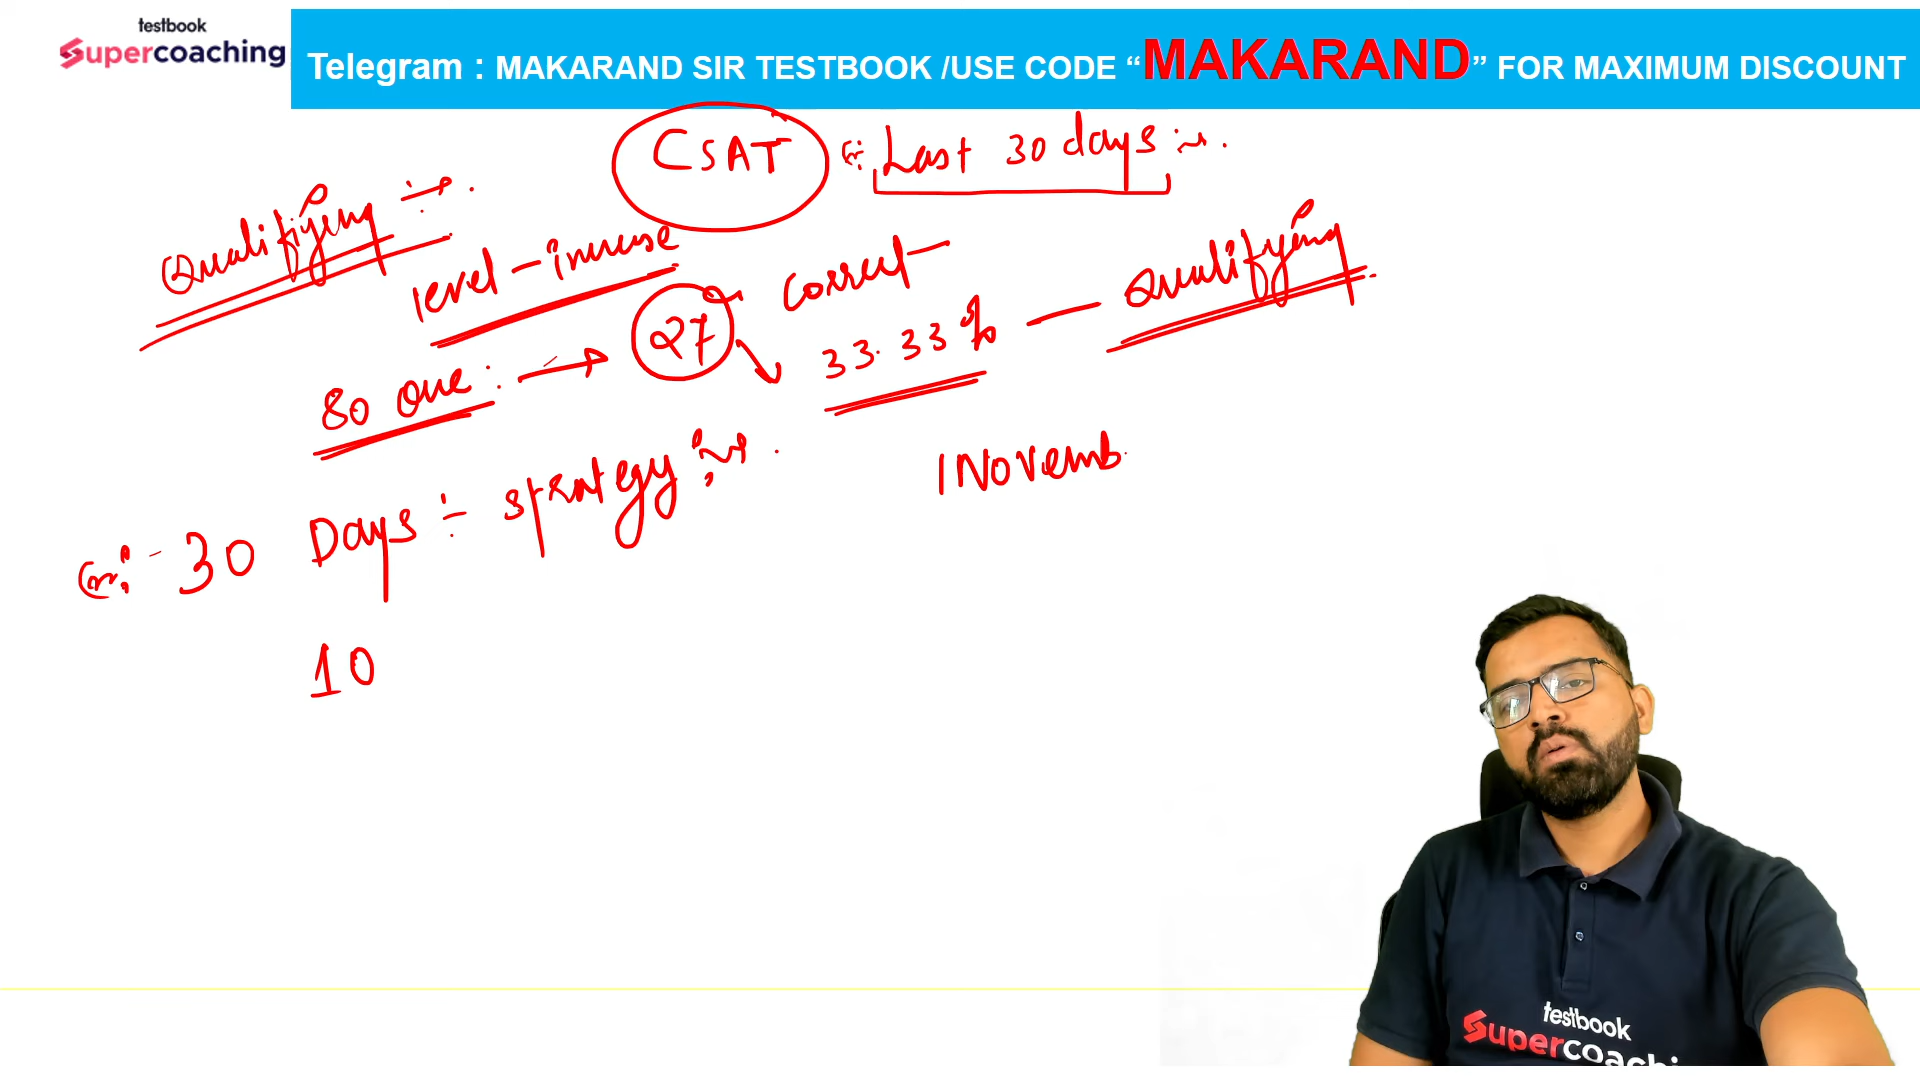 testbook
Supercoaching
Telegram : MAKARAND SIR TESTBOOK /USE CODE “MAKARAND” FOR MAXIMUM DISCOUNT
CSAT Last 30 days
Qualifying
level - increase
27 correct
80 Que : → 33.33% — Qualifying
30 Days strategy
1 Novemb
10
testbook
Supercoachi